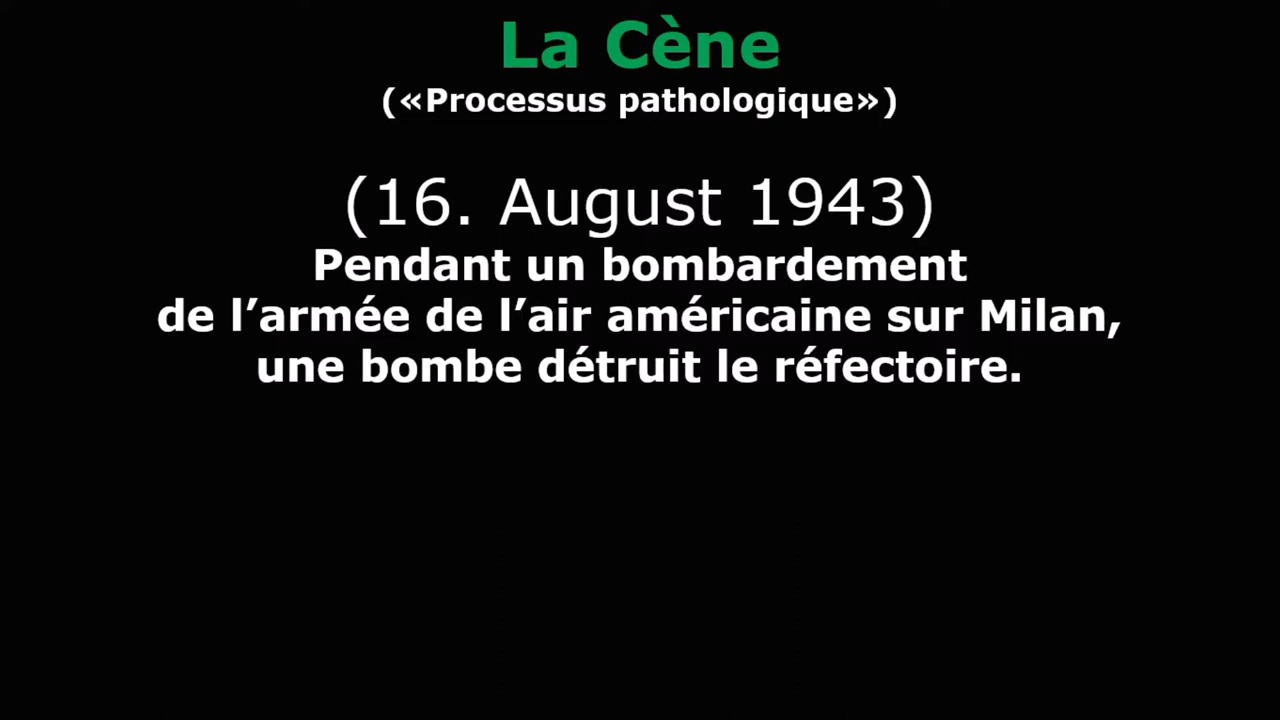 La Cène
(«Processus pathologique»)
(16. August 1943)
Pendant un bombardement
de l’armée de l’air américaine sur Milan,
une bombe détruit le réfectoire.